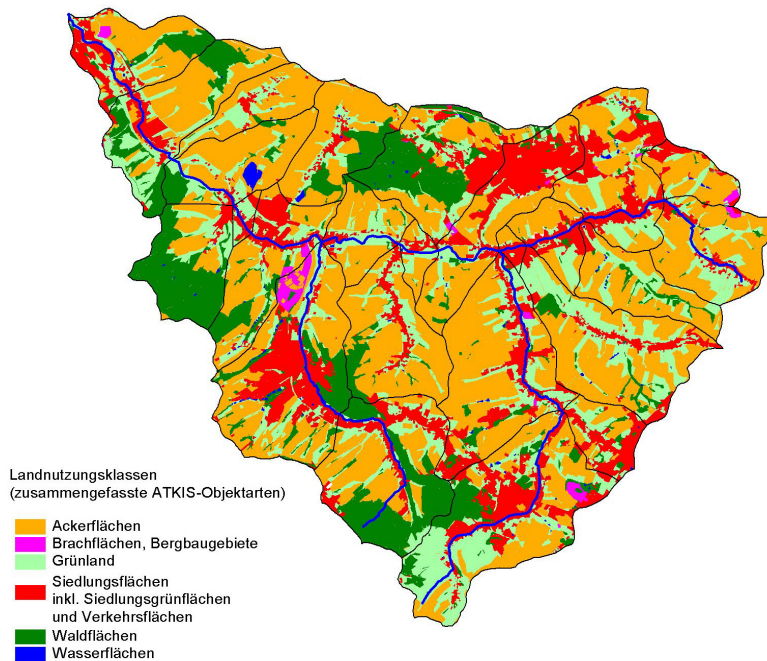 Landnutzungsklassen
(zusammengefasste ATKIS-Objektarten)
Ackerflächen
Brachflächen, Bergbaugebiete
Grünland
Siedlungsflächen
inkl. Siedlungsgrünflächen
und Verkehrsflächen
Waldflächen
Wasserflächen